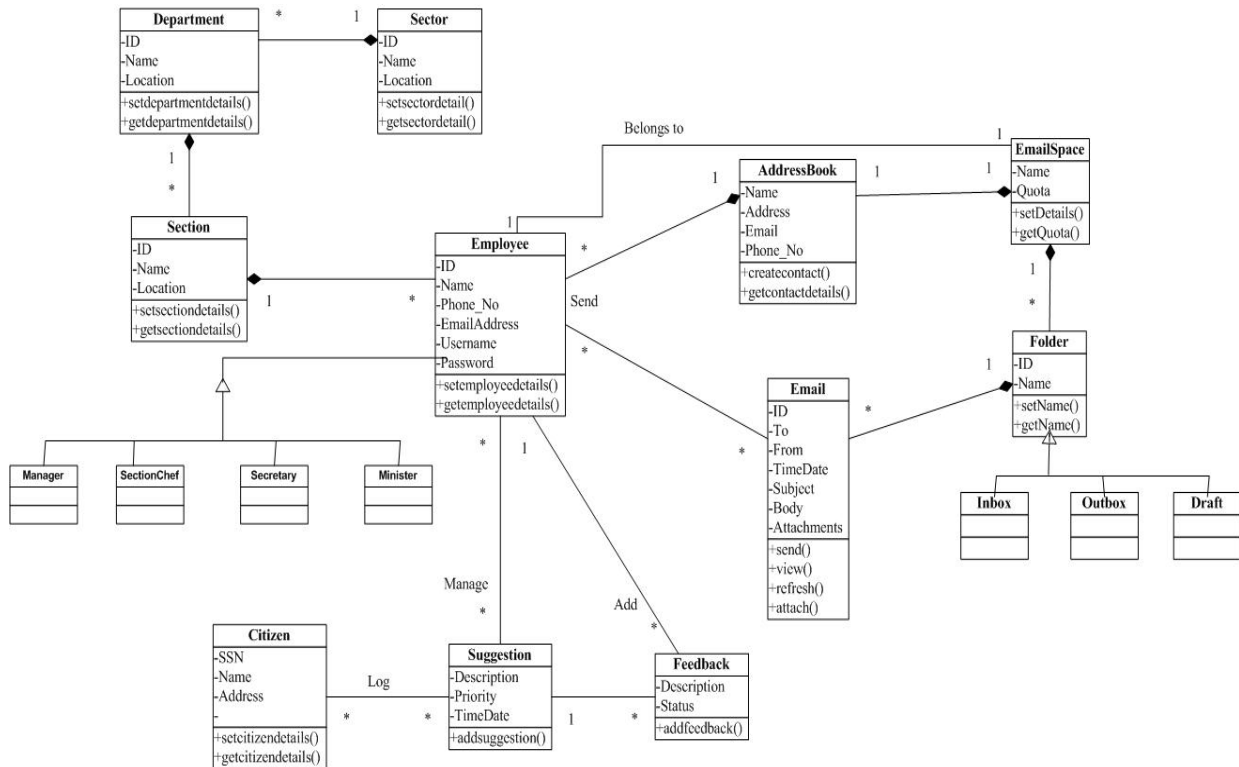 Department
-ID
-Name
-Location
+setdepartmentdetails()
+getdepartmentdetails()
*
1
Sector
-ID
-Name
-Location
+setsectordetail()
+getsectordetail()
1
*
Section
-ID
-Name
-Location
+setsectiondetails()
+getsectiondetails()
1
*
Belongs to
1
1
Employee
-ID
-Name
-Phone_No
-EmailAddress
-Username
-Password
+setemployeedetails()
+getemployeedetails()
AddressBook
-Name
-Address
-Email
-Phone_No
+createcontact()
+getcontactdetails()
1
*
1
1
EmailSpace
-Name
-Quota
+setDetails()
+getQuota()
1
*
Send
*
*
Folder
-ID
-Name
+setName()
+getName()
1
*
Email
-ID
-To
-From
-TimeDate
-Subject
-Body
-Attachments
+send()
+view()
+refresh()
+attach()
Manager
SectionChef
Secretary
Minister
Inbox
Outbox
Draft
*
1
Manage
*
Add
*
Citizen
-SSN
-Name
-Address
-
+setcitizendetails()
+getcitizendetails()
Log
*
*
Suggestion
-Description
-Priority
-TimeDate
+addsuggestion()
1
*
Feedback
-Description
-Status
+addfeedback()